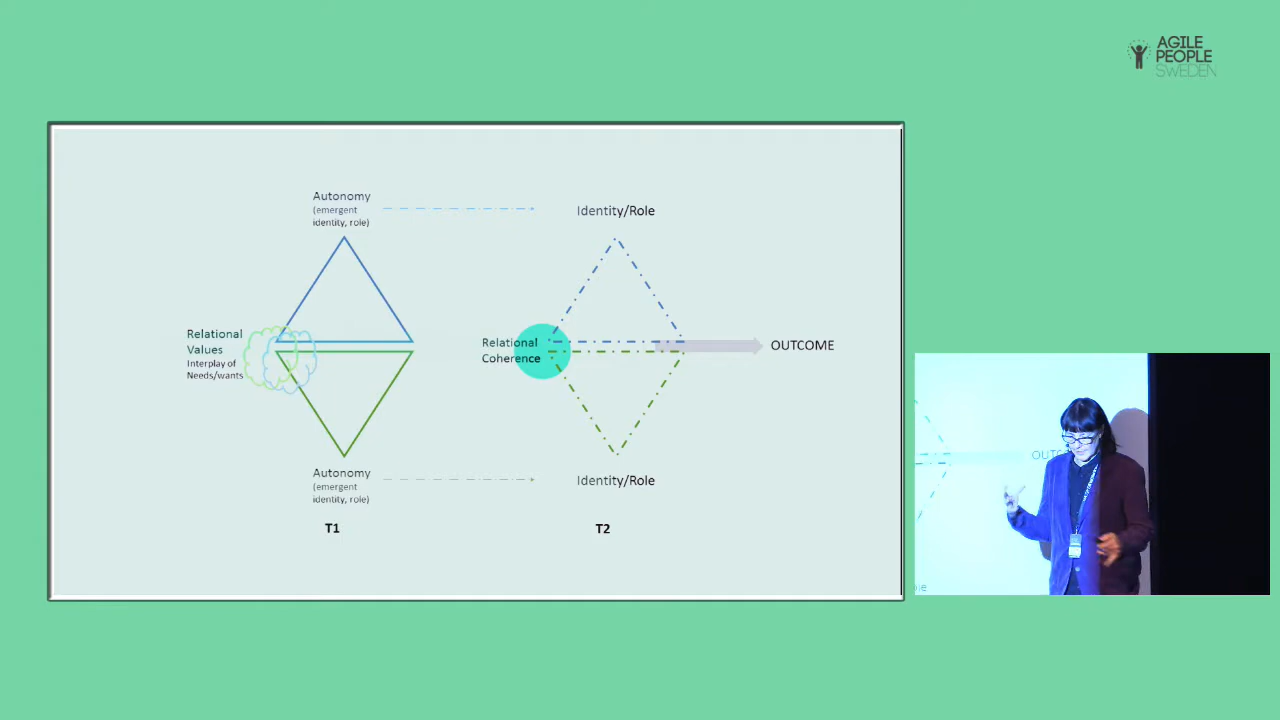 AGILE
PEOPLE
SWEDEN
Autonomy
(emergent
identity, role)
Identity/Role
Relational
Values
Interplay of
Needs/wants
Relational
Coherence
OUTCOME
Autonomy
(emergent
identity, role)
Identity/Role
T1
T2